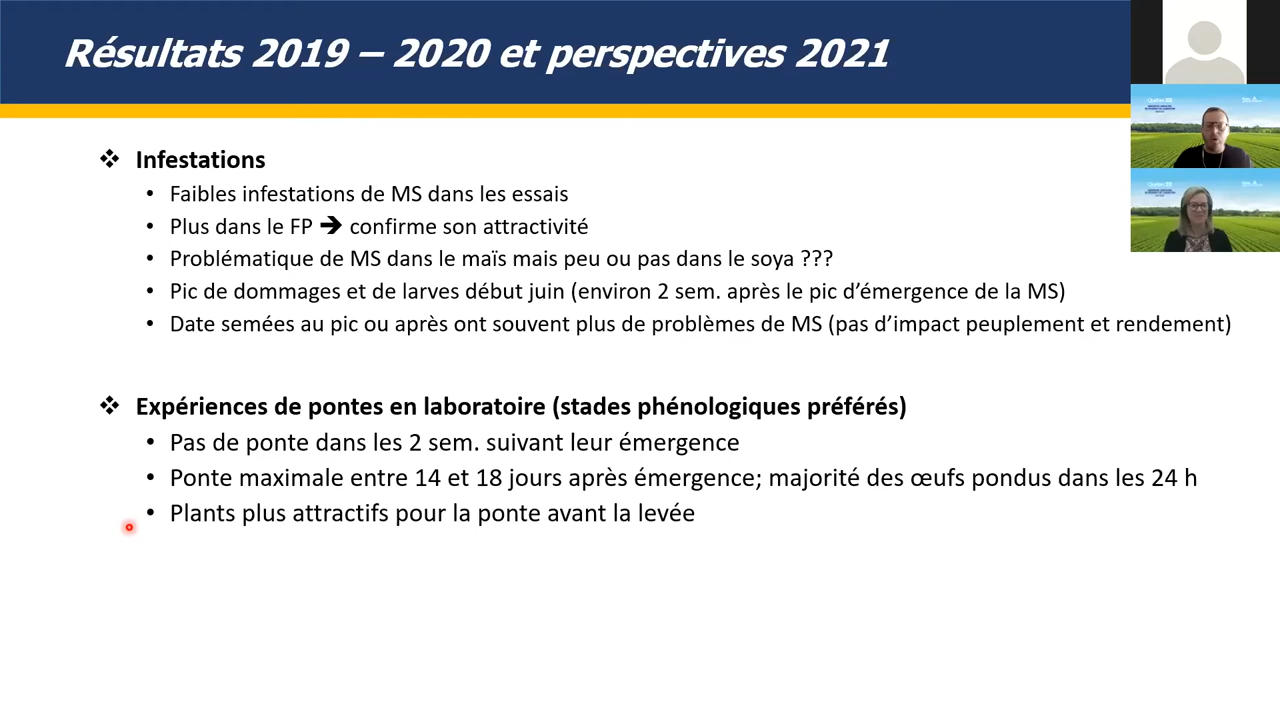 Résultats 2019 – 2020 et perspectives 2021
❖ Infestations
• Faibles infestations de MS dans les essais
• Plus dans le FP ➔ confirme son attractivité
• Problématique de MS dans le maïs mais peu ou pas dans le soya ???
• Pic de dommages et de larves début juin (environ 2 sem. après le pic d’émergence de la MS)
• Date semées au pic ou après ont souvent plus de problèmes de MS (pas d’impact peuplement et rendement)
❖ Expériences de pontes en laboratoire (stades phénologiques préférés)
• Pas de ponte dans les 2 sem. suivant leur émergence
• Ponte maximale entre 14 et 18 jours après émergence; majorité des œufs pondus dans les 24 h
• Plants plus attractifs pour la ponte avant la levée